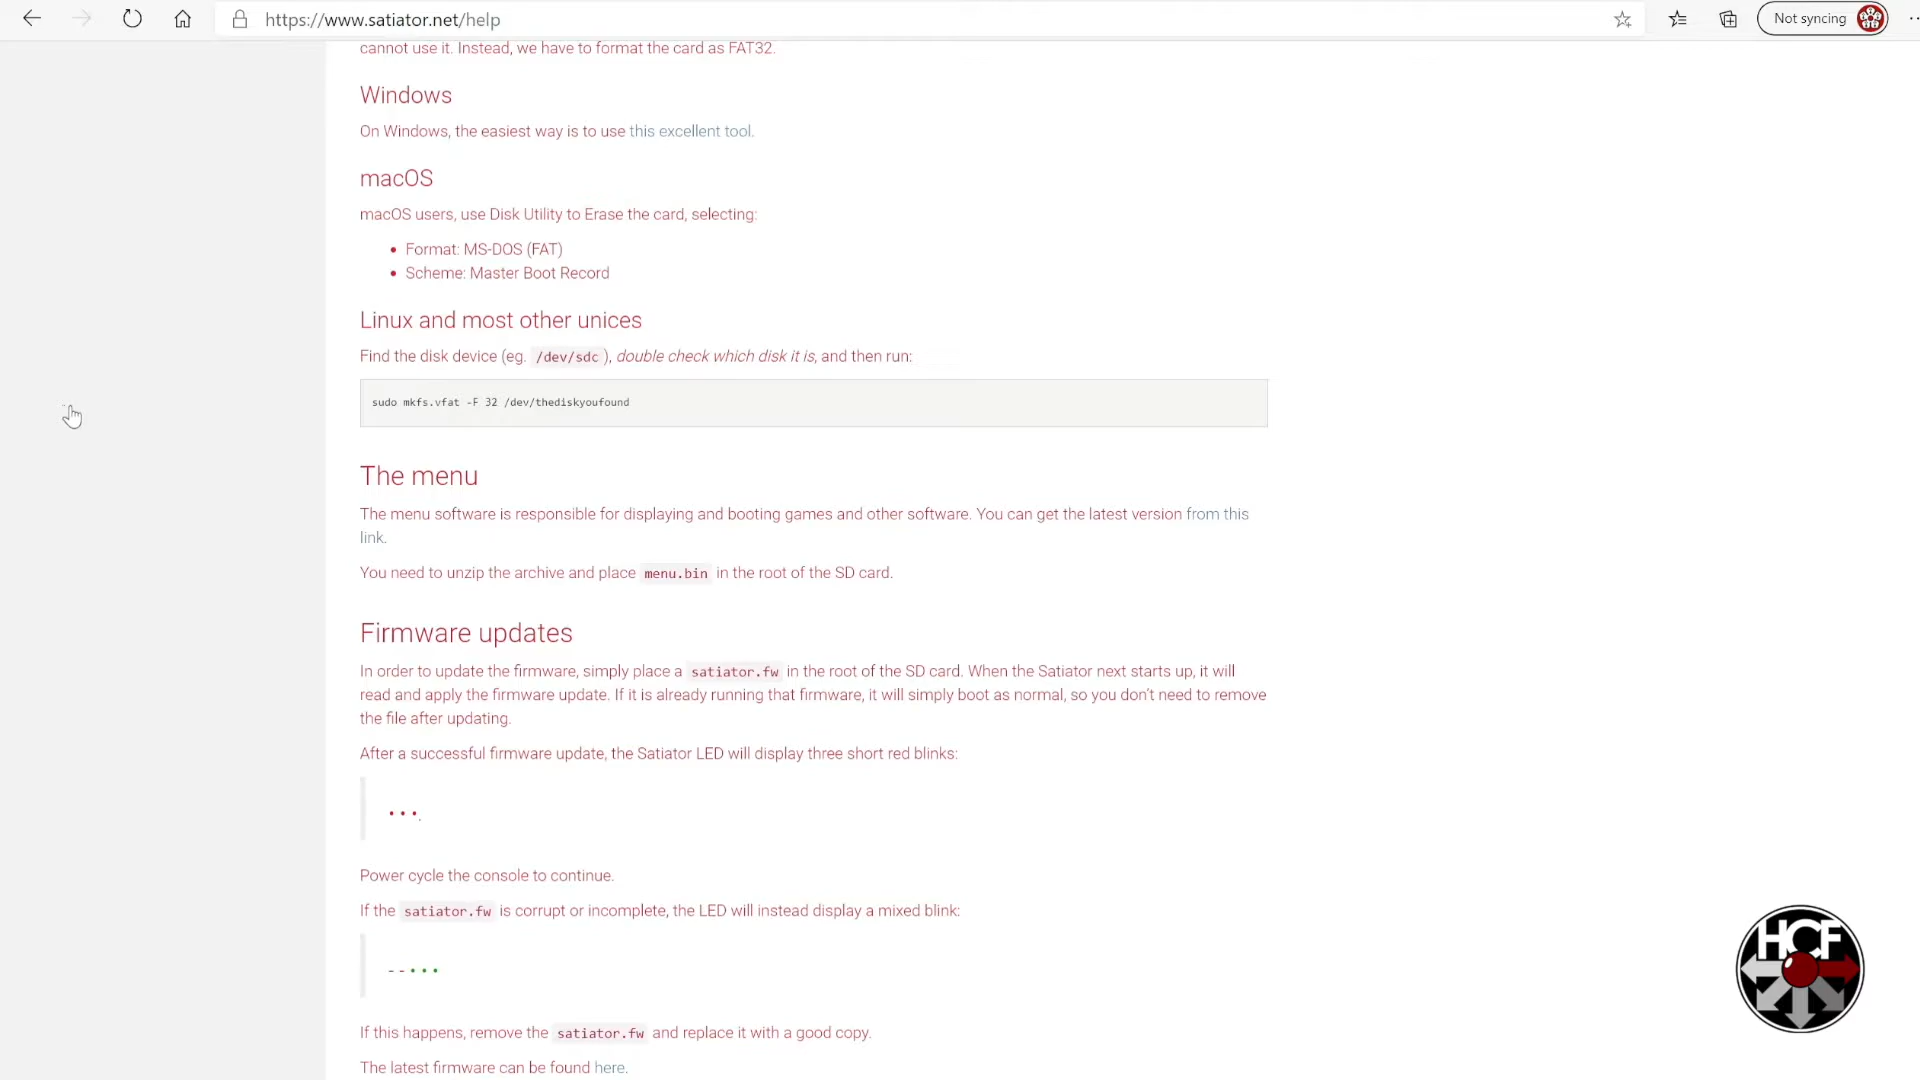 https://www.satiator.net/help
Not syncing
cannot use it. Instead, we have to format the card as FAT32.
Windows
On Windows, the easiest way is to use this excellent tool.
macOS
macOS users, use Disk Utility to Erase the card, selecting:
• Format: MS-DOS (FAT)
• Scheme: Master Boot Record
Linux and most other unices
Find the disk device (eg. /dev/sdc ), double check which disk it is, and then run:
sudo mkfs.vfat -F 32 /dev/thediskyoufound
The menu
The menu software is responsible for displaying and booting games and other software. You can get the latest version from this
link.
You need to unzip the archive and place menu.bin in the root of the SD card.
Firmware updates
In order to update the firmware, simply place a satiator.fw in the root of the SD card. When the Satiator next starts up, it will
read and apply the firmware update. If it is already running that firmware, it will simply boot as normal, so you don't need to remove
the file after updating.
After a successful firmware update, the Satiator LED will display three short red blinks:
• • • .
Power cycle the console to continue.
If the satiator.fw is corrupt or incomplete, the LED will instead display a mixed blink:
- - • • •
If this happens, remove the satiator.fw and replace it with a good copy.
The latest firmware can be found here.
HCF